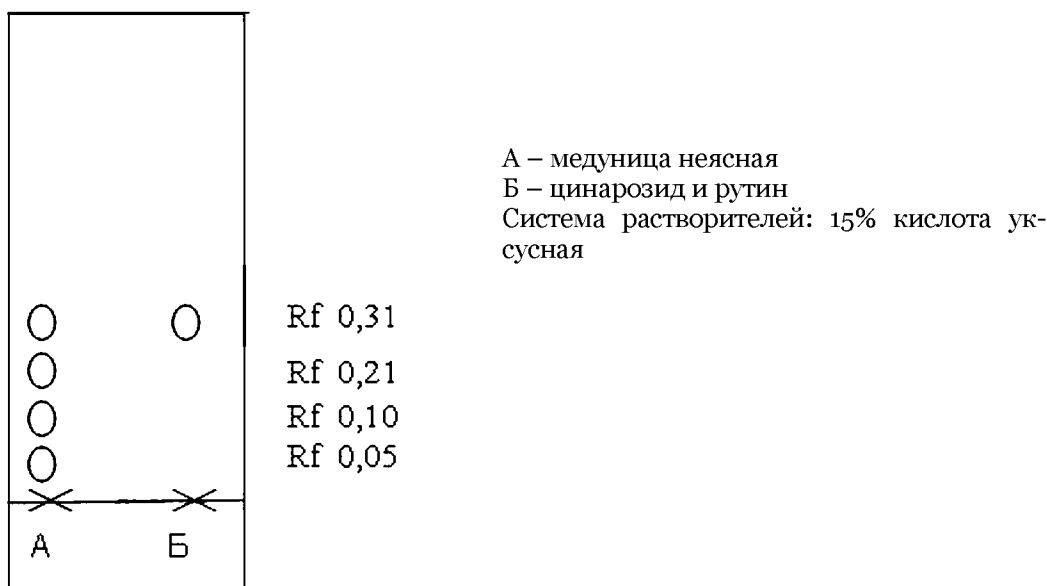 А – медуница неясная
Б – цинарозид и рутин
Система растворителей: 15% кислота ук-
сусная
Rf 0,31
Rf 0,21
Rf 0,10
Rf 0,05
А Б